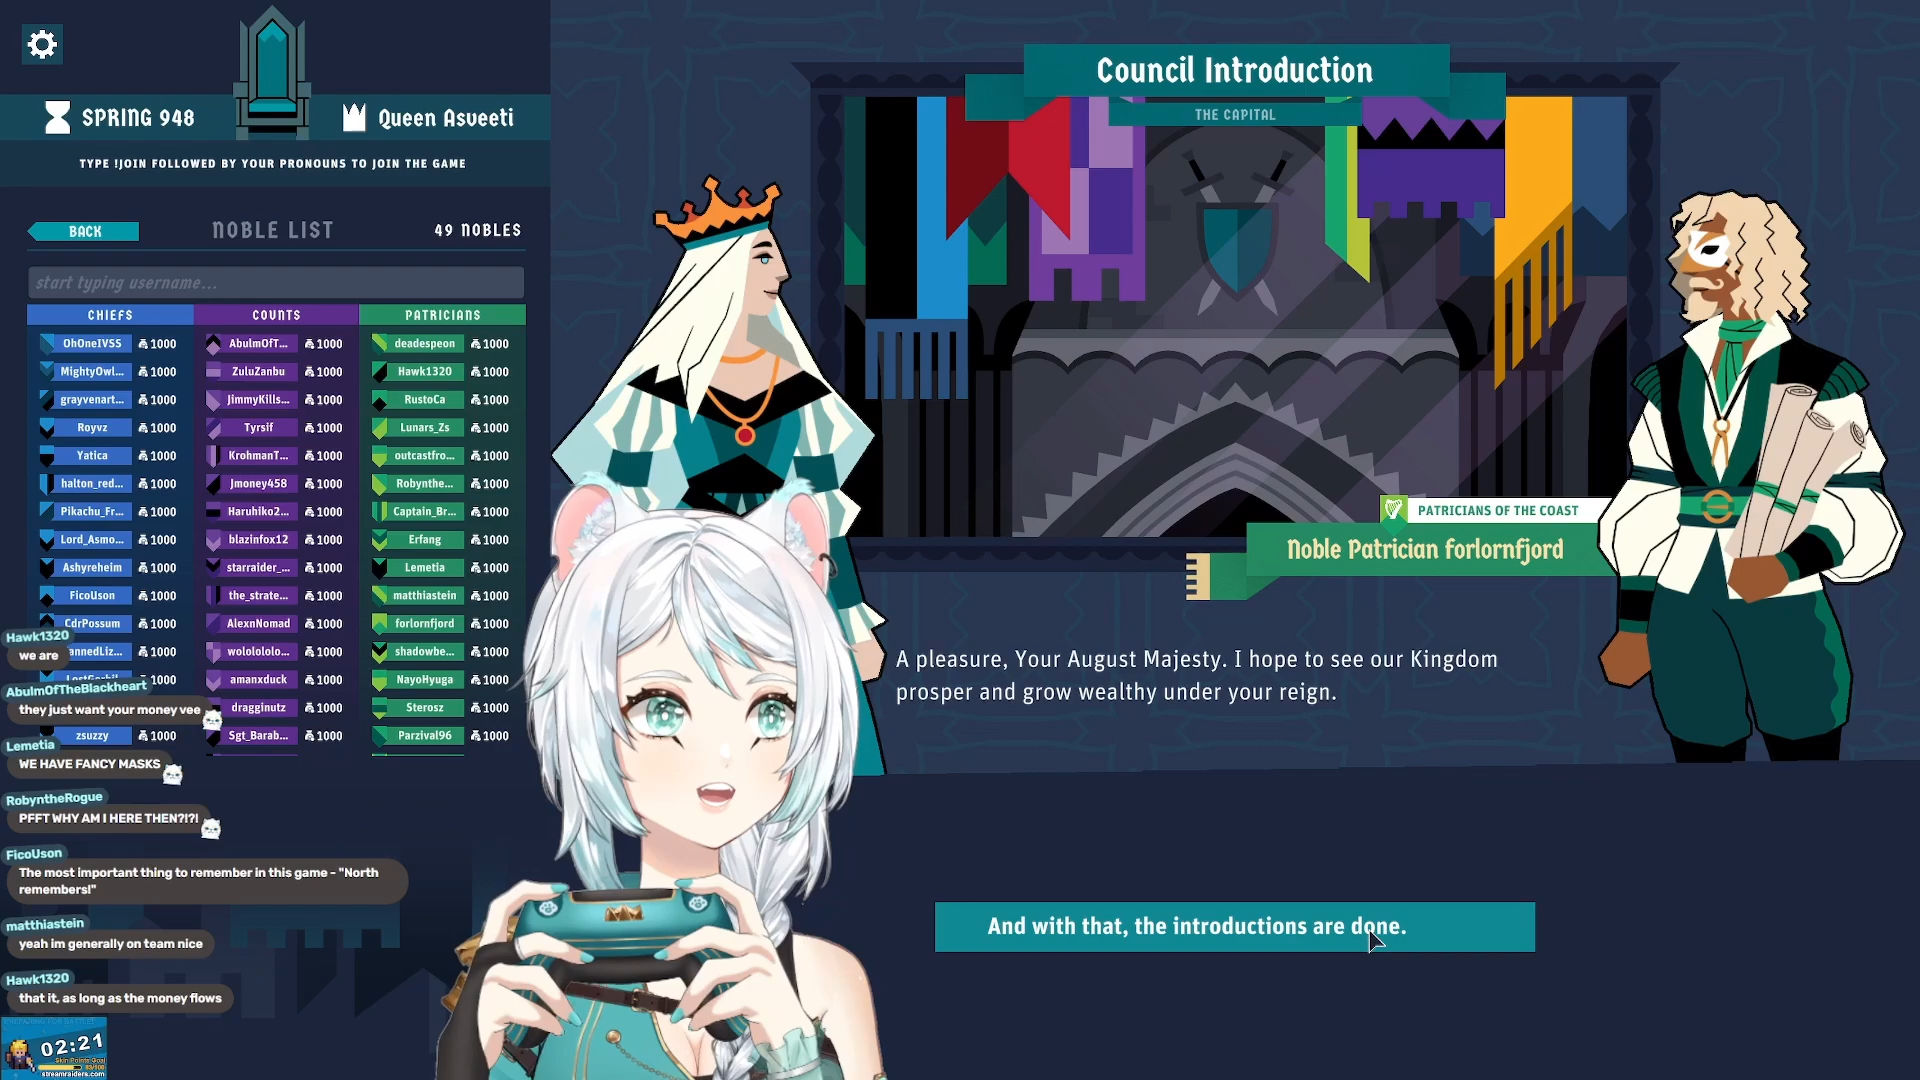 SPRING 948
Queen Asveeti
TYPE !JOIN FOLLOWED BY YOUR PRONOUNS TO JOIN THE GAME
BACK
NOBLE LIST
49 NOBLES
start typing username...
CHIEFS COUNTS PATRICIANS
OhOneIVSS 1000 AbulmOfT... 1000 deadespeon 1000
MightyOwl... 1000 ZuluZanbu 1000 Hawk1320 1000
grayvenart... 1000 JimmyKills... 1000 RustoCa 1000
Royvz 1000 Tyrsif 1000 Lunars_Zs 1000
Yatica 1000 KrohmanT... 1000 outcastfro... 1000
halton_red... 1000 Jmoney458 1000 Robynthe... 1000
Pikachu_Fr... 1000 Haruhiko2... 1000 Captain_Br... 1000
Lord_Asmo... 1000 blazinfox12 1000 Erfang 1000
Ashyreheim 1000 starraider_... 1000 Lemetia 1000
FicoUson 1000 the_strate... 1000 matthiastein 1000
CdrPossum 1000 AlexnNomad 1000 forlornfjord 1000
annedLiz... 1000 wololololo... 1000 shadowbe... 1000
1000 amanxduck 1000 NayoHyuga 1000
dragginutz 1000 Sterosz 1000
zsuzzy 1000 Sgt_Barab... 1000 Parzival96 1000
Hawk1320
we are
AbulmOfTheBlackheart
they just want your money vee
Lemetia
WE HAVE FANCY MASKS
RobyntheRogue
PFFT WHY AM I HERE THEN?!?!
FicoUson
The most important thing to remember in this game - "North
remembers!"
matthiastein
yeah im generally on team nice
Hawk1320
that it, as long as the money flows
02:21
Skin Points Goal
streamraiders.com
Council Introduction
THE CAPITAL
PATRICIANS OF THE COAST
Noble Patrician forlornfjord
A pleasure, Your August Majesty. I hope to see our Kingdom
prosper and grow wealthy under your reign.
And with that, the introductions are done.